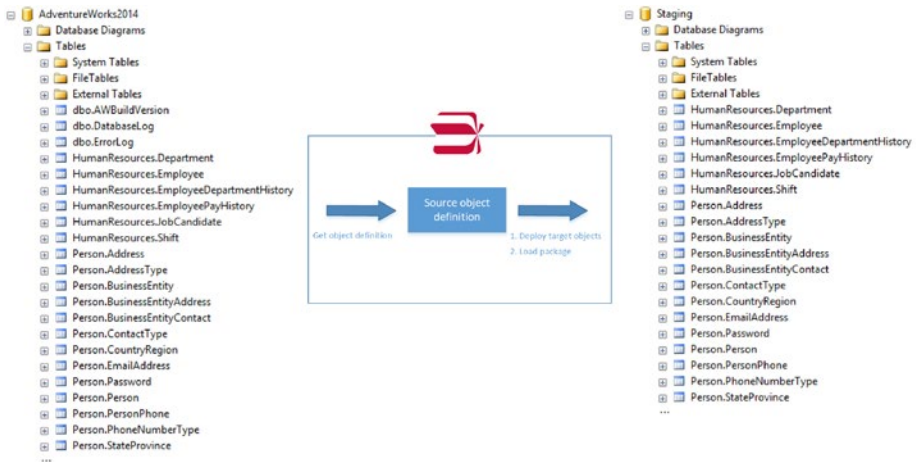 AdventureWorks2014
Database Diagrams
Tables
System Tables
FileTables
External Tables
dbo.AWBuildVersion
dbo.DatabaseLog
dbo.ErrorLog
HumanResources.Department
HumanResources.Employee
HumanResources.EmployeeDepartmentHistory
HumanResources.EmployeePayHistory
HumanResources.JobCandidate
HumanResources.Shift
Person.Address
Person.AddressType
Person.BusinessEntity
Person.BusinessEntityAddress
Person.BusinessEntityContact
Person.ContactType
Person.CountryRegion
Person.EmailAddress
Person.Password
Person.Person
Person.PersonPhone
Person.PhoneNumberType
Person.StateProvince
...
Get object definition
Source object
definition
1. Deploy target objects
2. Load package
Staging
Database Diagrams
Tables
System Tables
FileTables
External Tables
HumanResources.Department
HumanResources.Employee
HumanResources.EmployeeDepartmentHistory
HumanResources.EmployeePayHistory
HumanResources.JobCandidate
HumanResources.Shift
Person.Address
Person.AddressType
Person.BusinessEntity
Person.BusinessEntityAddress
Person.BusinessEntityContact
Person.ContactType
Person.CountryRegion
Person.EmailAddress
Person.Password
Person.Person
Person.PersonPhone
Person.PhoneNumberType
Person.StateProvince
...